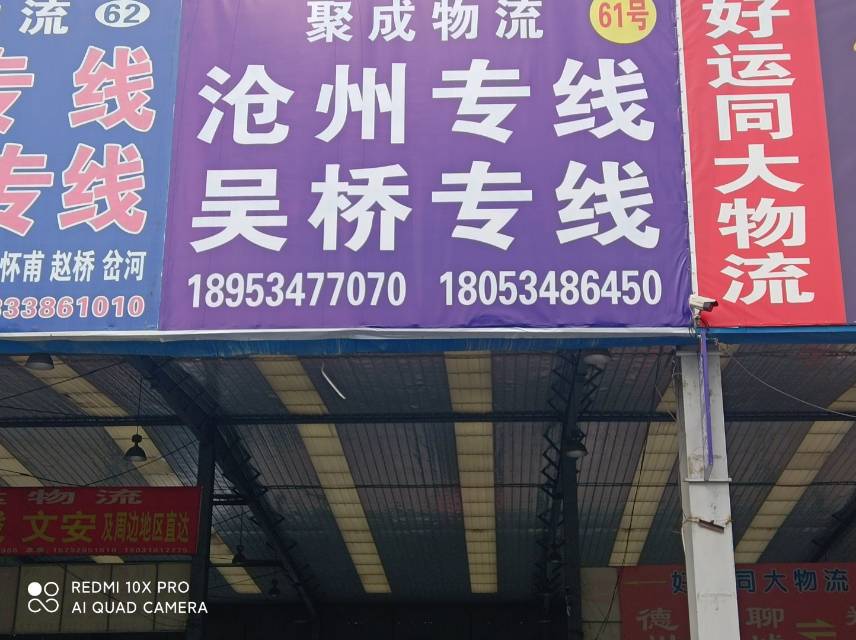 流 62
专线
专线
怀甫 赵桥 岔河
33861010
聚成物流 61号
沧州专线
吴桥专线
18953477070 18053486450
好运同大物流
物流
文安及周边地区直达
同大物流
德 聊
REDMI 10X PRO
AI QUAD CAMERA